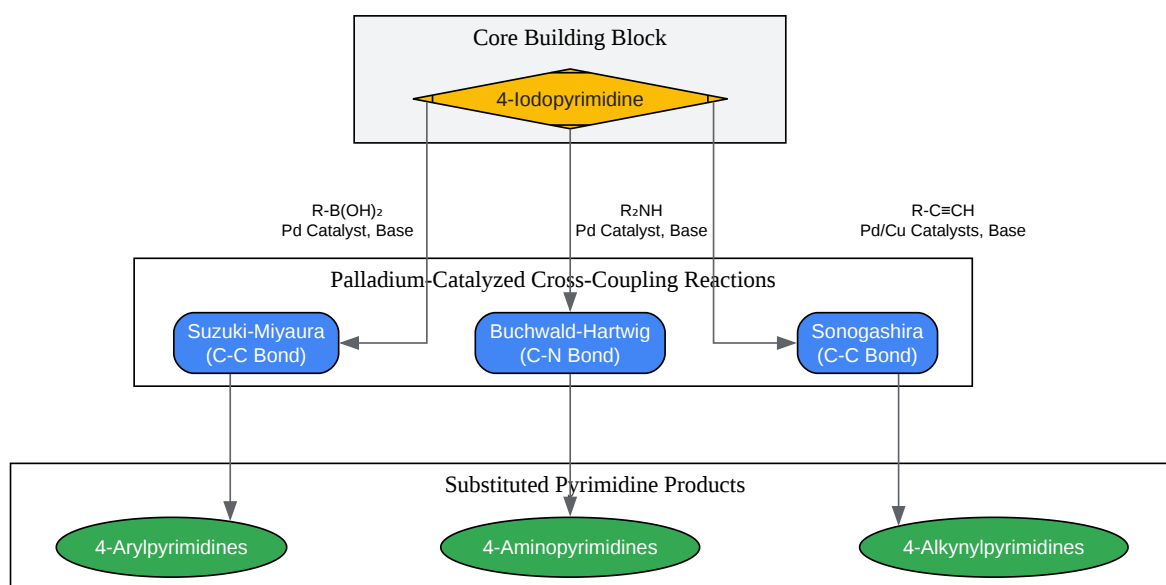 Core Building Block
4-Iodopyrimidine
R-B(OH)₂
Pd Catalyst, Base
R₂NH
Pd Catalyst, Base
R-C≡CH
Pd/Cu Catalysts, Base
Palladium-Catalyzed Cross-Coupling Reactions
Suzuki-Miyaura
(C-C Bond)
Buchwald-Hartwig
(C-N Bond)
Sonogashira
(C-C Bond)
Substituted Pyrimidine Products
4-Arylpyrimidines
4-Aminopyrimidines
4-Alkynylpyrimidines